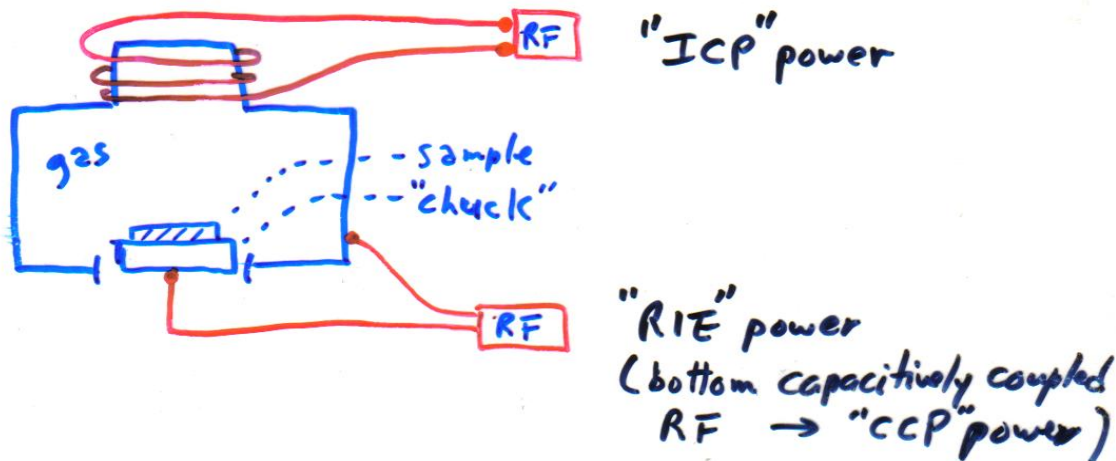 RF
"ICP" power
gas
sample
"chuck"
RF
"RIE" power
(bottom capacitively coupled
RF → "CCP" power)